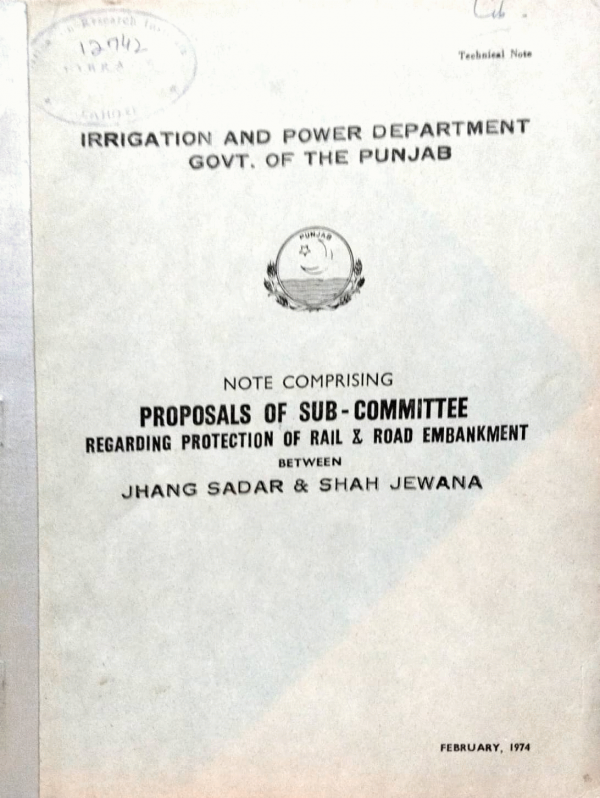 12742
Technical Note
IRRIGATION AND POWER DEPARTMENT
GOVT. OF THE PUNJAB
PUNJAB
NOTE COMPRISING
PROPOSALS OF SUB-COMMITTEE
REGARDING PROTECTION OF RAIL & ROAD EMBANKMENT
BETWEEN
JHANG SADAR & SHAH JEWANA
FEBRUARY, 1974